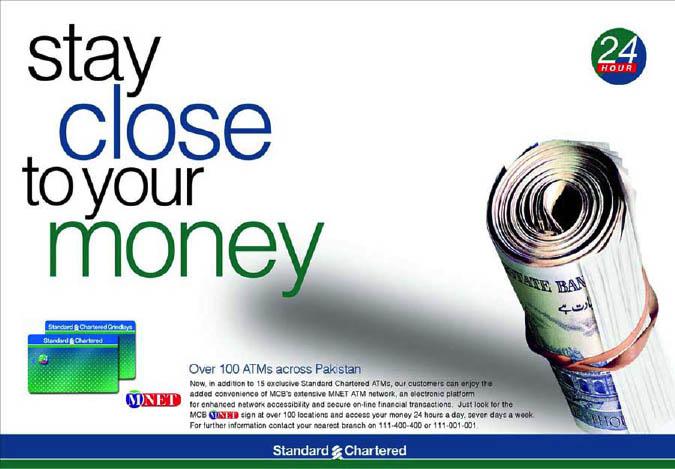 stay
close
to your
money
24
HOUR
STATE BAN
Standard Chartered Grindlays
Standard Chartered
MNET
Over 100 ATMs across Pakistan
Now, in addition to 15 exclusive Standard Chartered ATMs, our customers can enjoy the
added convenience of MCB's extensive MNET ATM network, an electronic platform
for enhanced network accessibility and secure on-line financial transactions. Just look for the
MCB MNET sign at over 100 locations and access your money 24 hours a day, seven days a week.
For further information contact your nearest branch on 111-400-400 or 111-001-001.
Standard Chartered